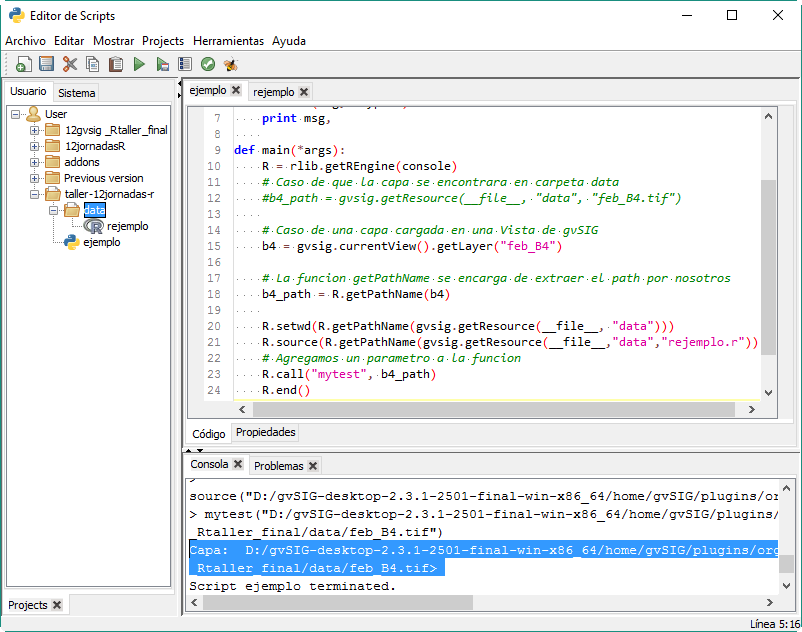 Editor de Scripts
Archivo Editar Mostrar Projects Herramientas Ayuda
Usuario Sistema
User
12gvsig _Rtaller_final
12jornadasR
addons
Previous version
taller-12jornadas-r
data
rejemplo
ejemplo
Projects
ejemplo rejemplo
7 print msg,
8
9 def main(*args):
10 R = rlib.getREngine(console)
11 # Caso de que la capa se encontrara en carpeta data
12 #b4_path = gvsig.getResource(__file__, "data", "feb_B4.tif")
13
14 # Caso de una capa cargada en una Vista de gvSIG
15 b4 = gvsig.currentView().getLayer("feb_B4")
16
17 # La funcion getPathName se encarga de extraer el path por nosotros
18 b4_path = R.getPathName(b4)
19
20 R.setwd(R.getPathName(gvsig.getResource(__file__, "data")))
21 R.source(R.getPathName(gvsig.getResource(__file__,"data","rejemplo.r"))
22 # Agregamos un parametro a la funcion
23 R.call("mytest", b4_path)
24 R.end()
Código Propiedades
Consola Problemas
source("D:/gvSIG-desktop-2.3.1-2501-final-win-x86_64/home/gvSIG/plugins/or
> mytest("D:/gvSIG-desktop-2.3.1-2501-final-win-x86_64/home/gvSIG/plugins/
_Rtaller_final/data/feb_B4.tif")
Capa: D:/gvSIG-desktop-2.3.1-2501-final-win-x86_64/home/gvSIG/plugins/org
_Rtaller_final/data/feb_B4.tif>
Script ejemplo terminated.
Línea 5:16